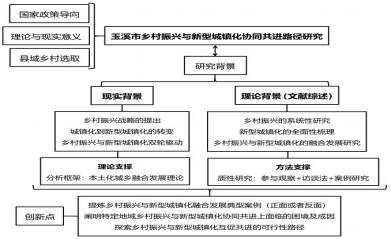 国家政策导向
理论与现实意义
县城乡村选取
玉溪市乡村振兴与新型城镇化协同共进路径研究
研究背景
现实背景
乡村振兴战略的提出
城镇化到新型城镇化的转变
乡村振兴与新型城镇化双轮驱动
理论背景（文献综述）
乡村振兴的系统性研究
新型城镇化的全面性梳理
乡村振兴与新型城镇化的融合发展研究
理论支撑
分析框架：本土化城乡融合发展理论
方法支撑
质性研究：参与观察+访谈法+案例研究
创新点
提炼乡村振兴与新型城镇化融合发展典型案例（正面或者反面）
阐明特定地域乡村振兴与新型城镇化协同共进上面临的困境及成因
探索乡村振兴与新型城镇化互促共进的可行性路径